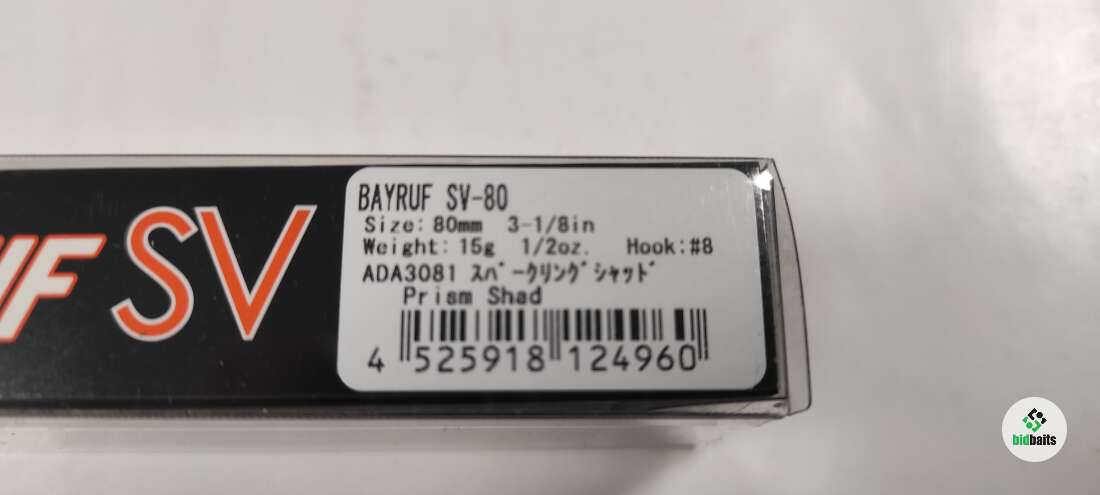 UF SV
BAYRUF SV-80
Size: 80mm 3-1/8in
Weight: 15g 1/2oz. Hook:#8
ADA3081 スパークリングシャッド
Prism Shad
4 525918 124960
bidbaits